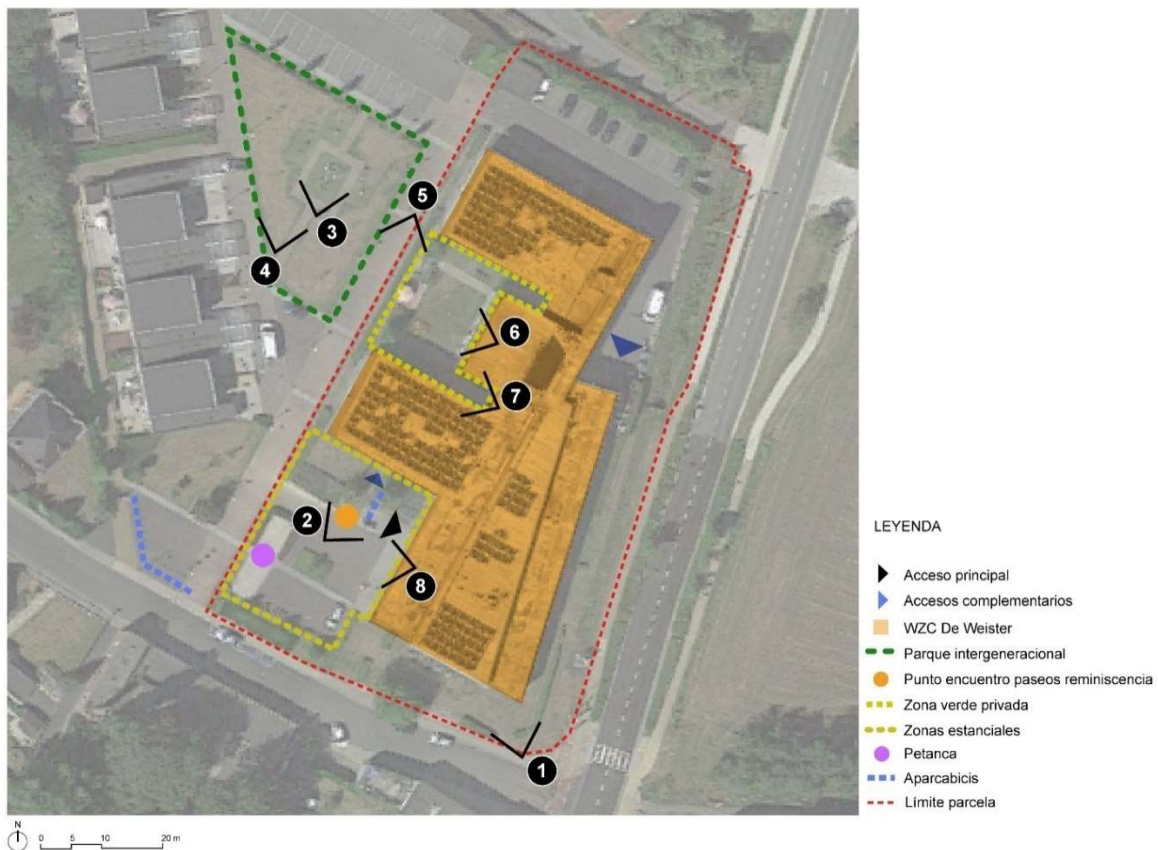 5
3
4
6
7
2
8
1
LEYENDA
Acceso principal
Accesos complementarios
WZC De Weister
Parque intergeneracional
Punto encuentro paseos reminiscencia
Zona verde privada
Zonas estanciales
Petanca
Aparcabicis
Límite parcela
N
0 5 10 20 m